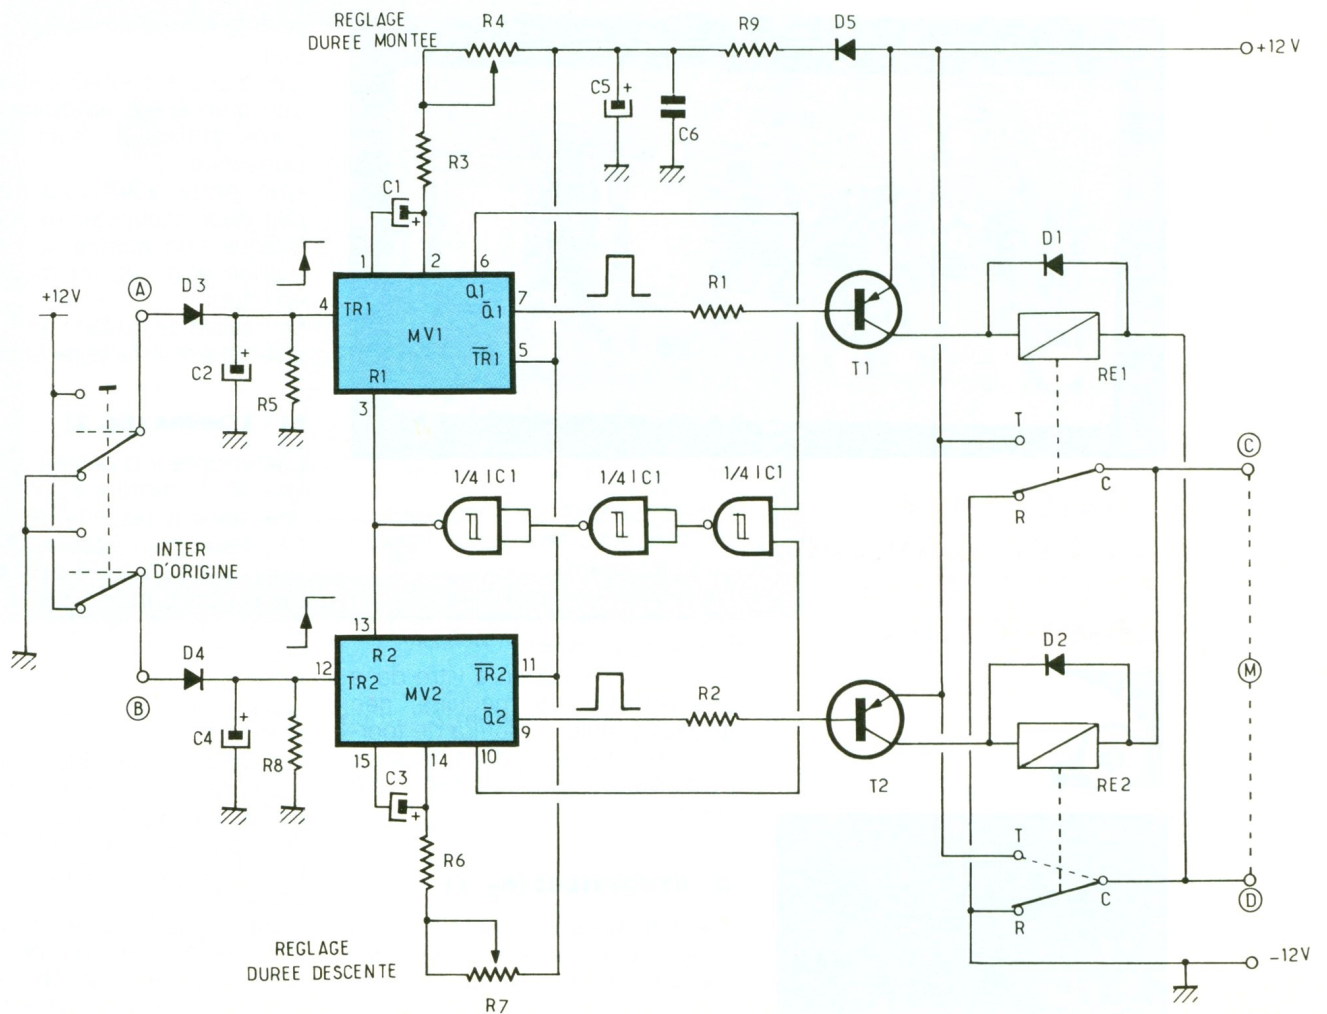 REGLAGE
DUREE MONTEE
R4
R9
D5
+12V
C5
+
C6
R3
C1
+
1
2
6
D1
+12V
A
D3
4
TR1
Q1
Q̅1
7
R1
MV1
C2
+
R5
T̅R̅1
5
R1
3
T1
RE1
T
C
C
R
1/4 IC1
1/4 IC1
1/4 IC1
INTER
D'ORIGINE
13
R2
D4
12
TR2
T̅R̅2
11
D2
B
MV2
Q̅2
9
R2
M
C4
+
R8
15
14
10
C3
+
T2
RE2
R6
T
C
D
R
REGLAGE
DUREE DESCENTE
R7
-12V